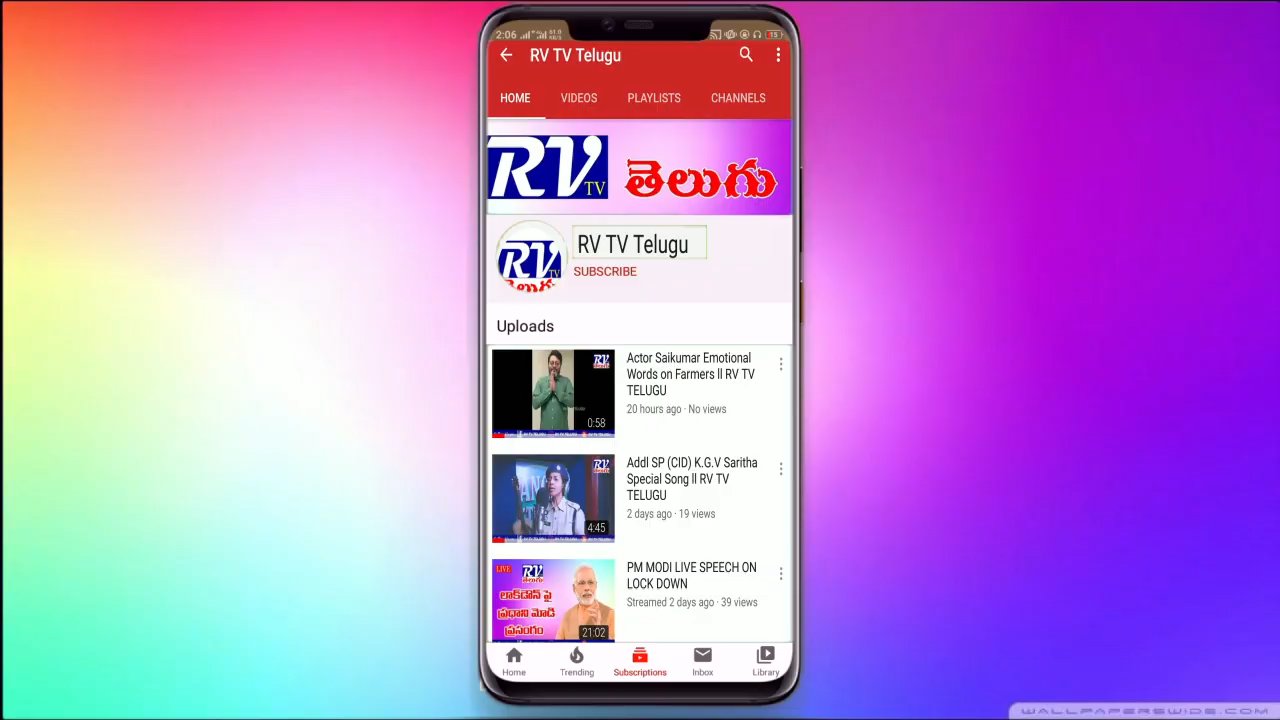 2:06
15
RV TV Telugu
HOME
VIDEOS
PLAYLISTS
CHANNELS
RV TV
తెలుగు
RV TV
తెలుగు
RV TV Telugu
SUBSCRIBE
Uploads
Actor Saikumar Emotional
Words on Farmers ll RV TV
TELUGU
20 hours ago · No views
RV
0:58
Addl SP (CID) K.G.V Saritha
Special Song ll RV TV
TELUGU
2 days ago · 19 views
RV
4:45
PM MODI LIVE SPEECH ON
LOCK DOWN
Streamed 2 days ago · 39 views
LIVE
RV
తెలుగు
లాక్‌డౌన్ పై
ప్రధాని మోడి
ప్రసంగం
21:02
Home
Trending
Subscriptions
Inbox
Library
WALLPAPERSWIDE.COM